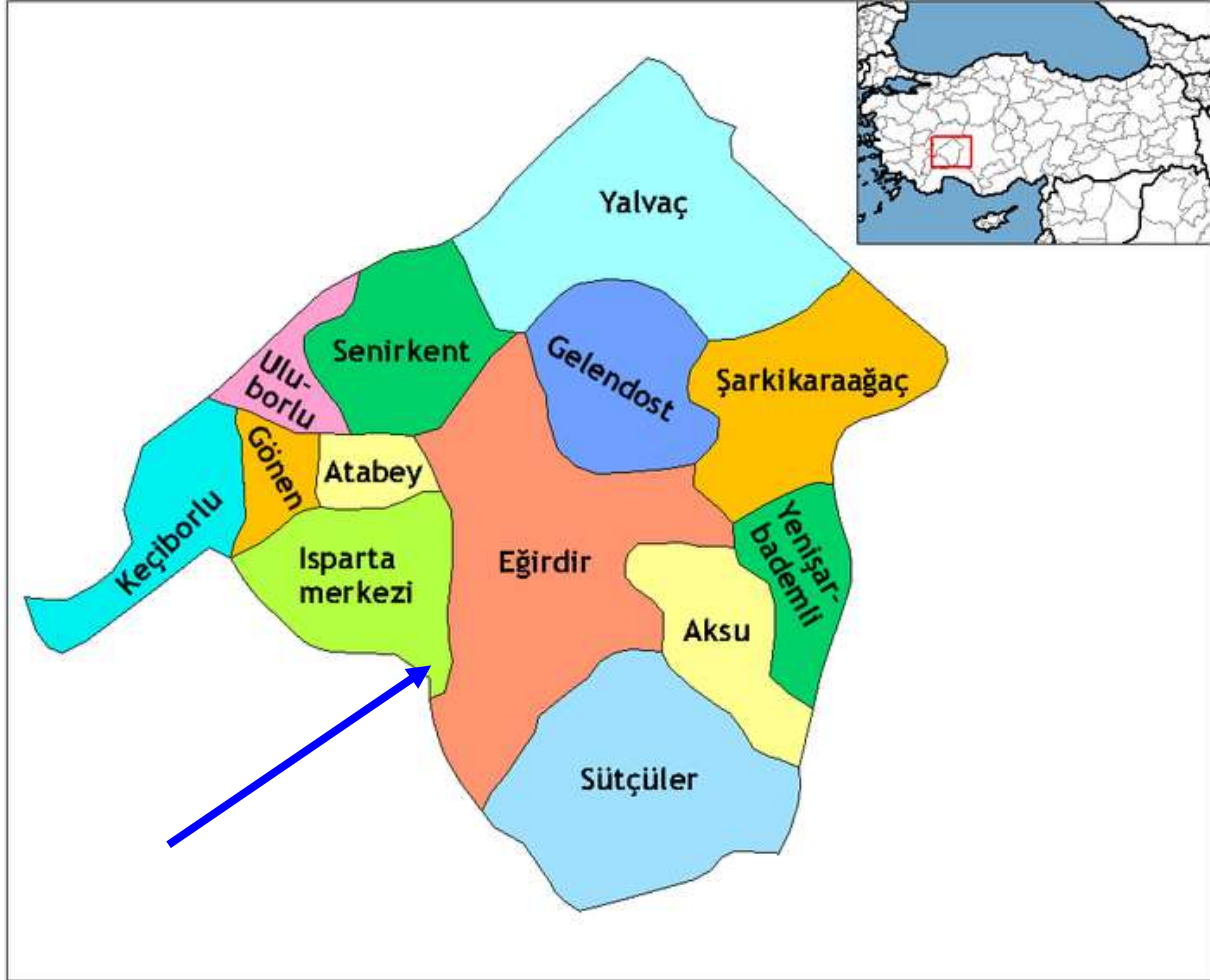 Yalvaç
Senirkent
Gelendost
Şarkikaraağaç
Ulu-
borlu
Gönen
Atabey
Keçiborlu
Isparta
merkezi
Eğirdir
Yenişar-
bademli
Aksu
Sütçüler